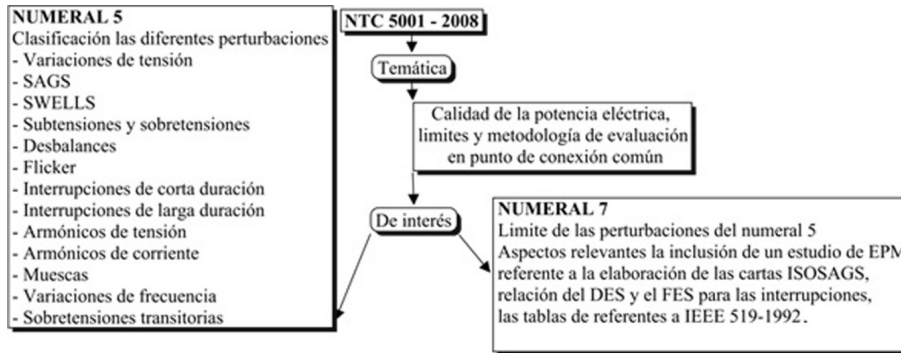 NUMERAL 5
Clasificación las diferentes perturbaciones
- Variaciones de tensión
- SAGS
- SWELLS
- Subtensiones y sobretensiones
- Desbalances
- Flicker
- Interrupciones de corta duración
- Interrupciones de larga duración
- Armónicos de tensión
- Armónicos de corriente
- Muescas
- Variaciones de frecuencia
- Sobretensiones transitorias
NTC 5001 - 2008
Temática
Calidad de la potencia eléctrica,
limites y metodología de evaluación
en punto de conexión común
De interés
NUMERAL 7
Limite de las perturbaciones del numeral 5
Aspectos relevantes la inclusión de un estudio de EPM
referente a la elaboración de las cartas ISOSAGS,
relación del DES y el FES para las interrupciones,
las tablas de referentes a IEEE 519-1992.